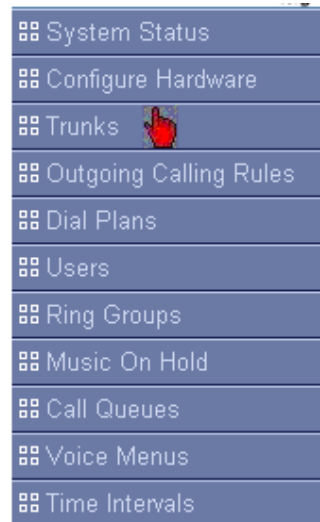 System Status
Configure Hardware
Trunks
Outgoing Calling Rules
Dial Plans
Users
Ring Groups
Music On Hold
Call Queues
Voice Menus
Time Intervals